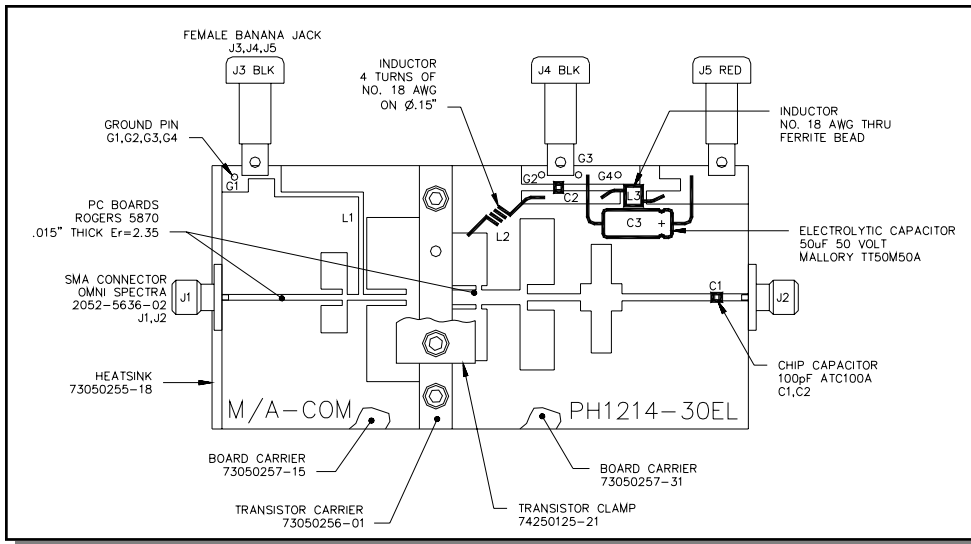 FEMALE BANANA JACK
J3,J4,J5
J3 BLK
INDUCTOR
4 TURNS OF
NO. 18 AWG
ON Ø.15"
J4 BLK
J5 RED
INDUCTOR
NO. 18 AWG THRU
FERRITE BEAD
GROUND PIN
G1,G2,G3,G4
G1
G2
G3
G4
C2
L3
L1
L2
C3 +
PC BOARDS
ROGERS 5870
.015" THICK Er=2.35
ELECTROLYTIC CAPACITOR
50uF 50 VOLT
MALLORY TT50M50A
SMA CONNECTOR
OMNI SPECTRA
2052-5636-02
J1,J2
J1
C1
J2
HEATSINK
73050255-18
CHIP CAPACITOR
100pF ATC100A
C1,C2
M/A-COM
PH1214-30EL
BOARD CARRIER
73050257-15
BOARD CARRIER
73050257-31
TRANSISTOR CARRIER
73050256-01
TRANSISTOR CLAMP
74250125-21